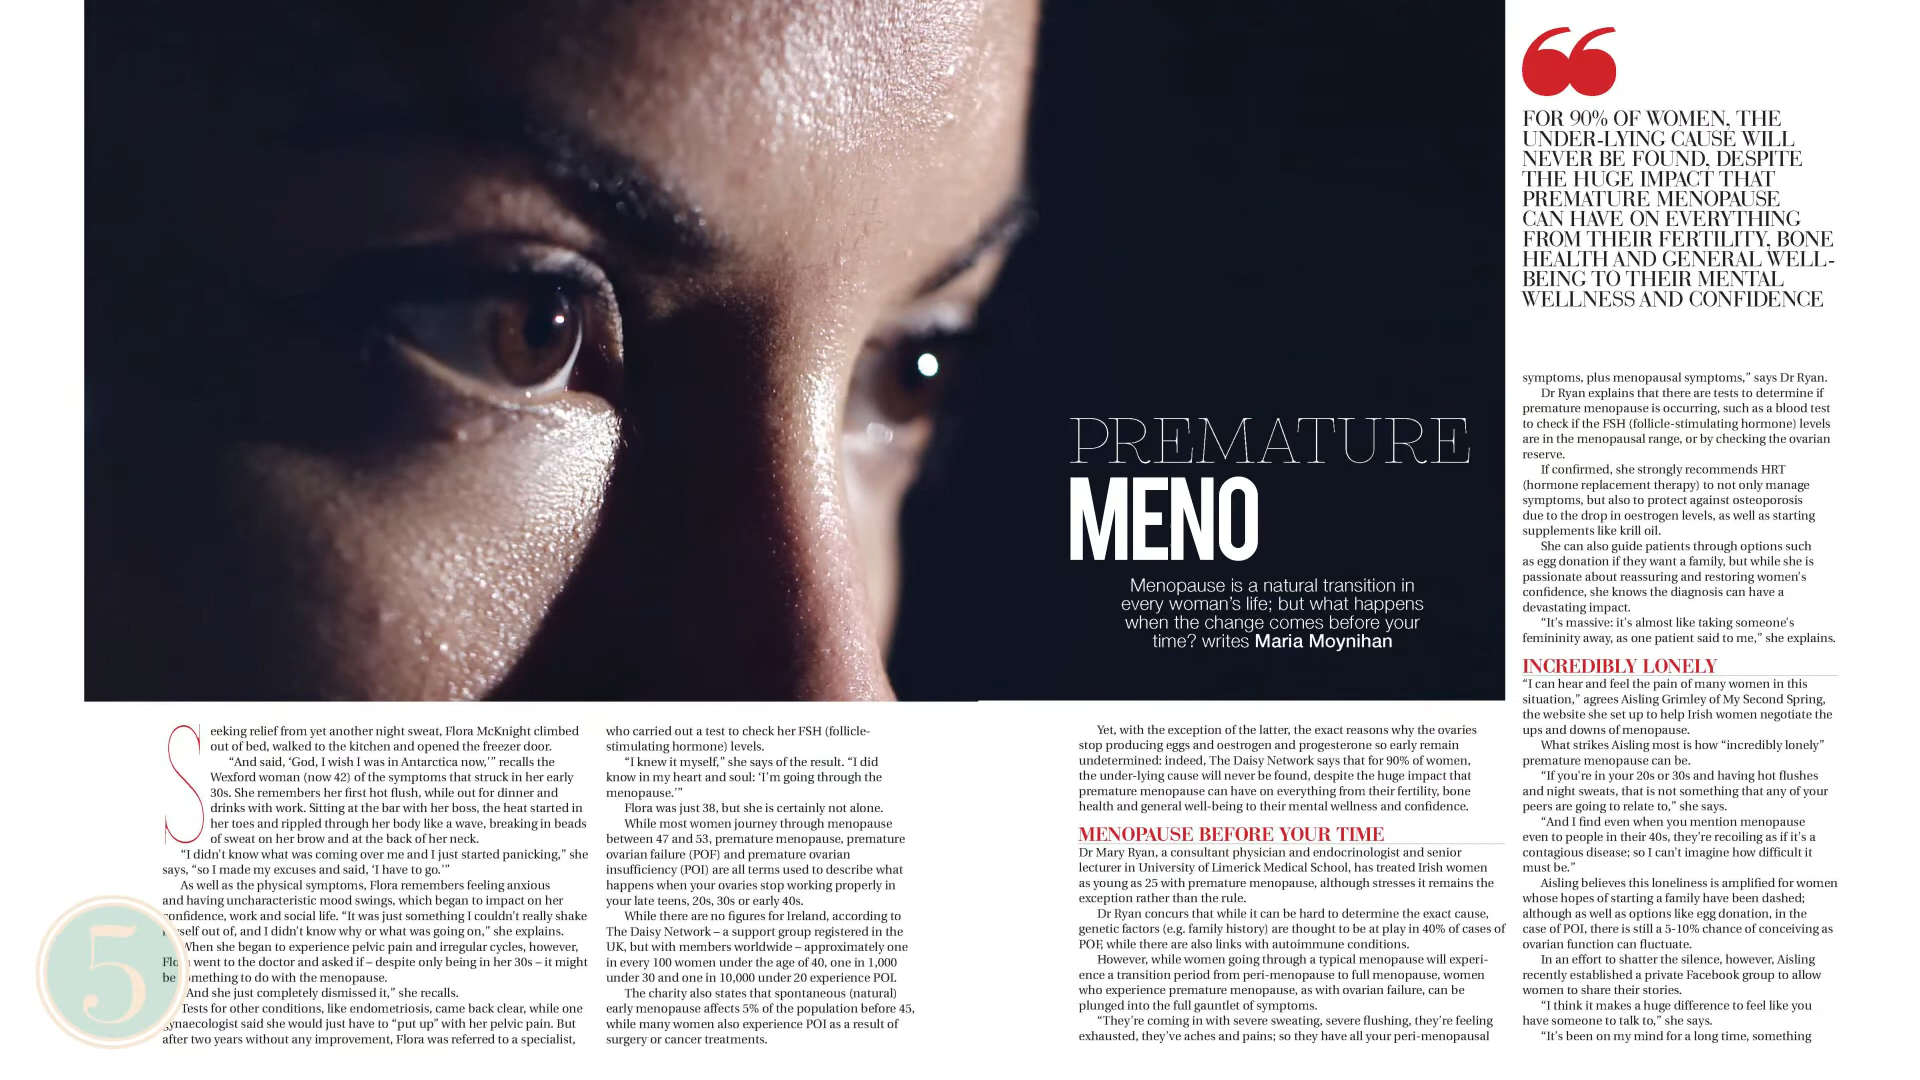 PREMATURE
MENO
Menopause is a natural transition in
every woman's life; but what happens
when the change comes before your
time? writes Maria Moynihan
Seeking relief from yet another night sweat, Flora McKnight climbed
out of bed, walked to the kitchen and opened the freezer door.
“And said, ‘God, I wish I was in Antarctica now,’” recalls the
Wexford woman (now 42) of the symptoms that struck in her early
30s. She remembers her first hot flush, while out for dinner and
drinks with work. Sitting at the bar with her boss, the heat started in
her toes and rippled through her body like a wave, breaking in beads
of sweat on her brow and at the back of her neck.
“I didn’t know what was coming over me and I just started panicking,” she
says, “so I made my excuses and said, ‘I have to go.’”
As well as the physical symptoms, Flora remembers feeling anxious
and having uncharacteristic mood swings, which began to impact on her
confidence, work and social life. “It was just something I couldn’t really shake
myself out of, and I didn’t know why or what was going on,” she explains.
When she began to experience pelvic pain and irregular cycles, however,
Flora went to the doctor and asked if – despite only being in her 30s – it might
be something to do with the menopause.
“And she just completely dismissed it,” she recalls.
Tests for other conditions, like endometriosis, came back clear, while one
gynaecologist said she would just have to “put up” with her pelvic pain. But
after two years without any improvement, Flora was referred to a specialist,
5
who carried out a test to check her FSH (follicle-
stimulating hormone) levels.
“I knew it myself,” she says of the result. “I did
know in my heart and soul: ‘I’m going through the
menopause.’”
Flora was just 38, but she is certainly not alone.
While most women journey through menopause
between 47 and 53, premature menopause, premature
ovarian failure (POF) and premature ovarian
insufficiency (POI) are all terms used to describe what
happens when your ovaries stop working properly in
your late teens, 20s, 30s or early 40s.
While there are no figures for Ireland, according to
The Daisy Network – a support group registered in the
UK, but with members worldwide – approximately one
in every 100 women under the age of 40, one in 1,000
under 30 and one in 10,000 under 20 experience POI.
The charity also states that spontaneous (natural)
early menopause affects 5% of the population before 45,
while many women also experience POI as a result of
surgery or cancer treatments.
Yet, with the exception of the latter, the exact reasons why the ovaries
stop producing eggs and oestrogen and progesterone so early remain
undetermined: indeed, The Daisy Network says that for 90% of women,
the under-lying cause will never be found, despite the huge impact that
premature menopause can have on everything from their fertility, bone
health and general well-being to their mental wellness and confidence.
MENOPAUSE BEFORE YOUR TIME
Dr Mary Ryan, a consultant physician and endocrinologist and senior
lecturer in University of Limerick Medical School, has treated Irish women
as young as 25 with premature menopause, although stresses it remains the
exception rather than the rule.
Dr Ryan concurs that while it can be hard to determine the exact cause,
genetic factors (e.g. family history) are thought to be at play in 40% of cases of
POF, while there are also links with autoimmune conditions.
However, while women going through a typical menopause will experi-
ence a transition period from peri-menopause to full menopause, women
who experience premature menopause, as with ovarian failure, can be
plunged into the full gauntlet of symptoms.
“They’re coming in with severe sweating, severe flushing, they’re feeling
exhausted, they’ve aches and pains; so they have all your peri-menopausal
“
FOR 90% OF WOMEN, THE
UNDER-LYING CAUSE WILL
NEVER BE FOUND, DESPITE
THE HUGE IMPACT THAT
PREMATURE MENOPAUSE
CAN HAVE ON EVERYTHING
FROM THEIR FERTILITY, BONE
HEALTH AND GENERAL WELL-
BEING TO THEIR MENTAL
WELLNESS AND CONFIDENCE
symptoms, plus menopausal symptoms,” says Dr Ryan.
Dr Ryan explains that there are tests to determine if
premature menopause is occurring, such as a blood test
to check if the FSH (follicle-stimulating hormone) levels
are in the menopausal range, or by checking the ovarian
reserve.
If confirmed, she strongly recommends HRT
(hormone replacement therapy) to not only manage
symptoms, but also to protect against osteoporosis
due to the drop in oestrogen levels, as well as starting
supplements like krill oil.
She can also guide patients through options such
as egg donation if they want a family, but while she is
passionate about reassuring and restoring women’s
confidence, she knows the diagnosis can have a
devastating impact.
“It’s massive: it’s almost like taking someone’s
femininity away, as one patient said to me,” she explains.
INCREDIBLY LONELY
“I can hear and feel the pain of many women in this
situation,” agrees Aisling Grimley of My Second Spring,
the website she set up to help Irish women negotiate the
ups and downs of menopause.
What strikes Aisling most is how “incredibly lonely”
premature menopause can be.
“If you’re in your 20s or 30s and having hot flushes
and night sweats, that is not something that any of your
peers are going to relate to,” she says.
“And I find even when you mention menopause
even to people in their 40s, they’re recoiling as if it’s a
contagious disease; so I can’t imagine how difficult it
must be.”
Aisling believes this loneliness is amplified for women
whose hopes of starting a family have been dashed;
although as well as options like egg donation, in the
case of POI, there is still a 5-10% chance of conceiving as
ovarian function can fluctuate.
In an effort to shatter the silence, however, Aisling
recently established a private Facebook group to allow
women to share their stories.
“I think it makes a huge difference to feel like you
have someone to talk to,” she says.
“It’s been on my mind for a long time, something